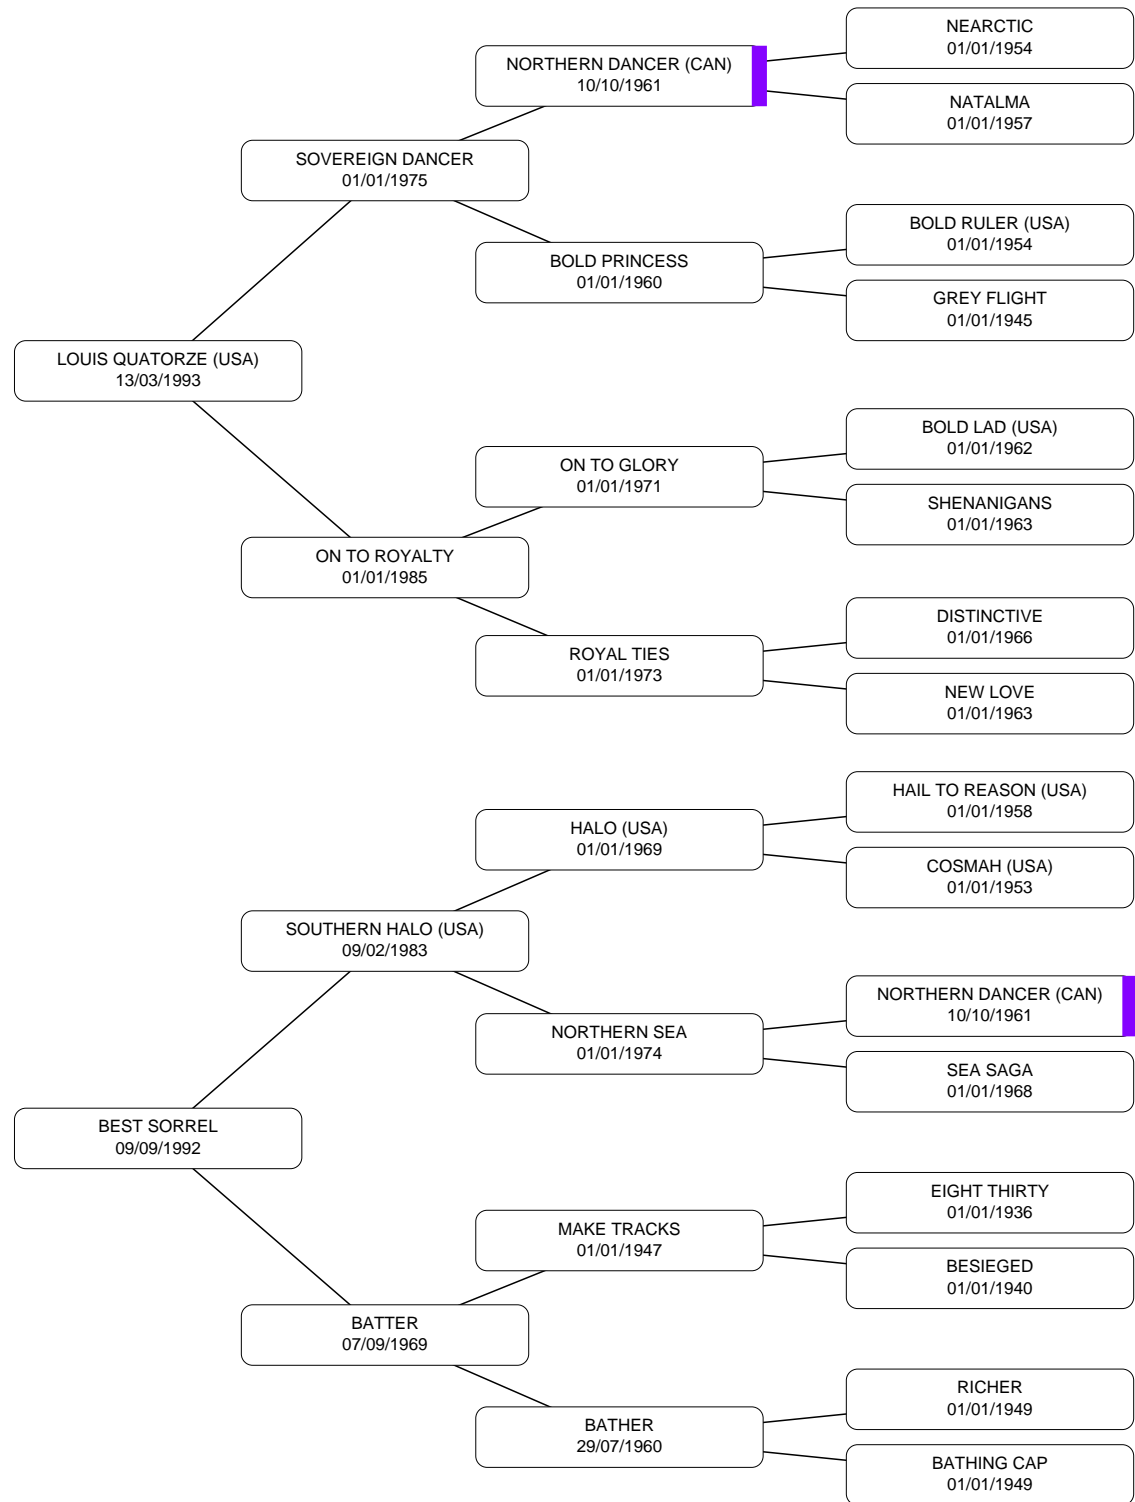 NEARCTIC
01/01/1954
NORTHERN DANCER (CAN)
10/10/1961
NATALMA
01/01/1957
SOVEREIGN DANCER
01/01/1975
BOLD RULER (USA)
01/01/1954
BOLD PRINCESS
01/01/1960
GREY FLIGHT
01/01/1945
LOUIS QUATORZE (USA)
13/03/1993
BOLD LAD (USA)
01/01/1962
ON TO GLORY
01/01/1971
SHENANIGANS
01/01/1963
ON TO ROYALTY
01/01/1985
DISTINCTIVE
01/01/1966
ROYAL TIES
01/01/1973
NEW LOVE
01/01/1963
HAIL TO REASON (USA)
01/01/1958
HALO (USA)
01/01/1969
COSMAH (USA)
01/01/1953
SOUTHERN HALO (USA)
09/02/1983
NORTHERN DANCER (CAN)
10/10/1961
NORTHERN SEA
01/01/1974
SEA SAGA
01/01/1968
BEST SORREL
09/09/1992
EIGHT THIRTY
01/01/1936
MAKE TRACKS
01/01/1947
BESIEGED
01/01/1940
BATTER
07/09/1969
RICHER
01/01/1949
BATHER
29/07/1960
BATHING CAP
01/01/1949